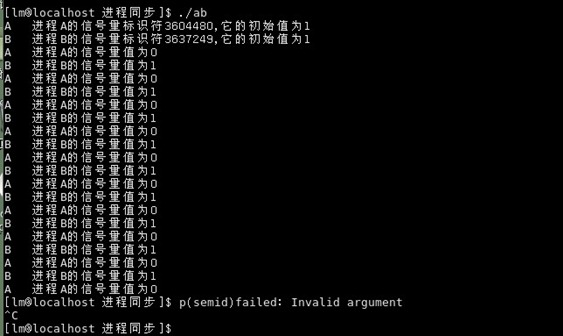 [lm@localhost 进程同步]$ ./ab
A 进程A的信号量标识符3604480,它的初始值为1
B 进程B的信号量标识符3637249,它的初始值为1
A 进程A的信号量值为0
B 进程B的信号量值为1
A 进程A的信号量值为0
B 进程B的信号量值为1
A 进程A的信号量值为0
B 进程B的信号量值为1
A 进程A的信号量值为0
B 进程B的信号量值为1
A 进程A的信号量值为0
B 进程B的信号量值为1
A 进程A的信号量值为0
B 进程B的信号量值为1
A 进程A的信号量值为0
B 进程B的信号量值为1
A 进程A的信号量值为0
B 进程B的信号量值为1
A 进程A的信号量值为0
B 进程B的信号量值为1
A 进程A的信号量值为0
[lm@localhost 进程同步]$ p(semid)failed: Invalid argument
^C
[lm@localhost 进程同步]$